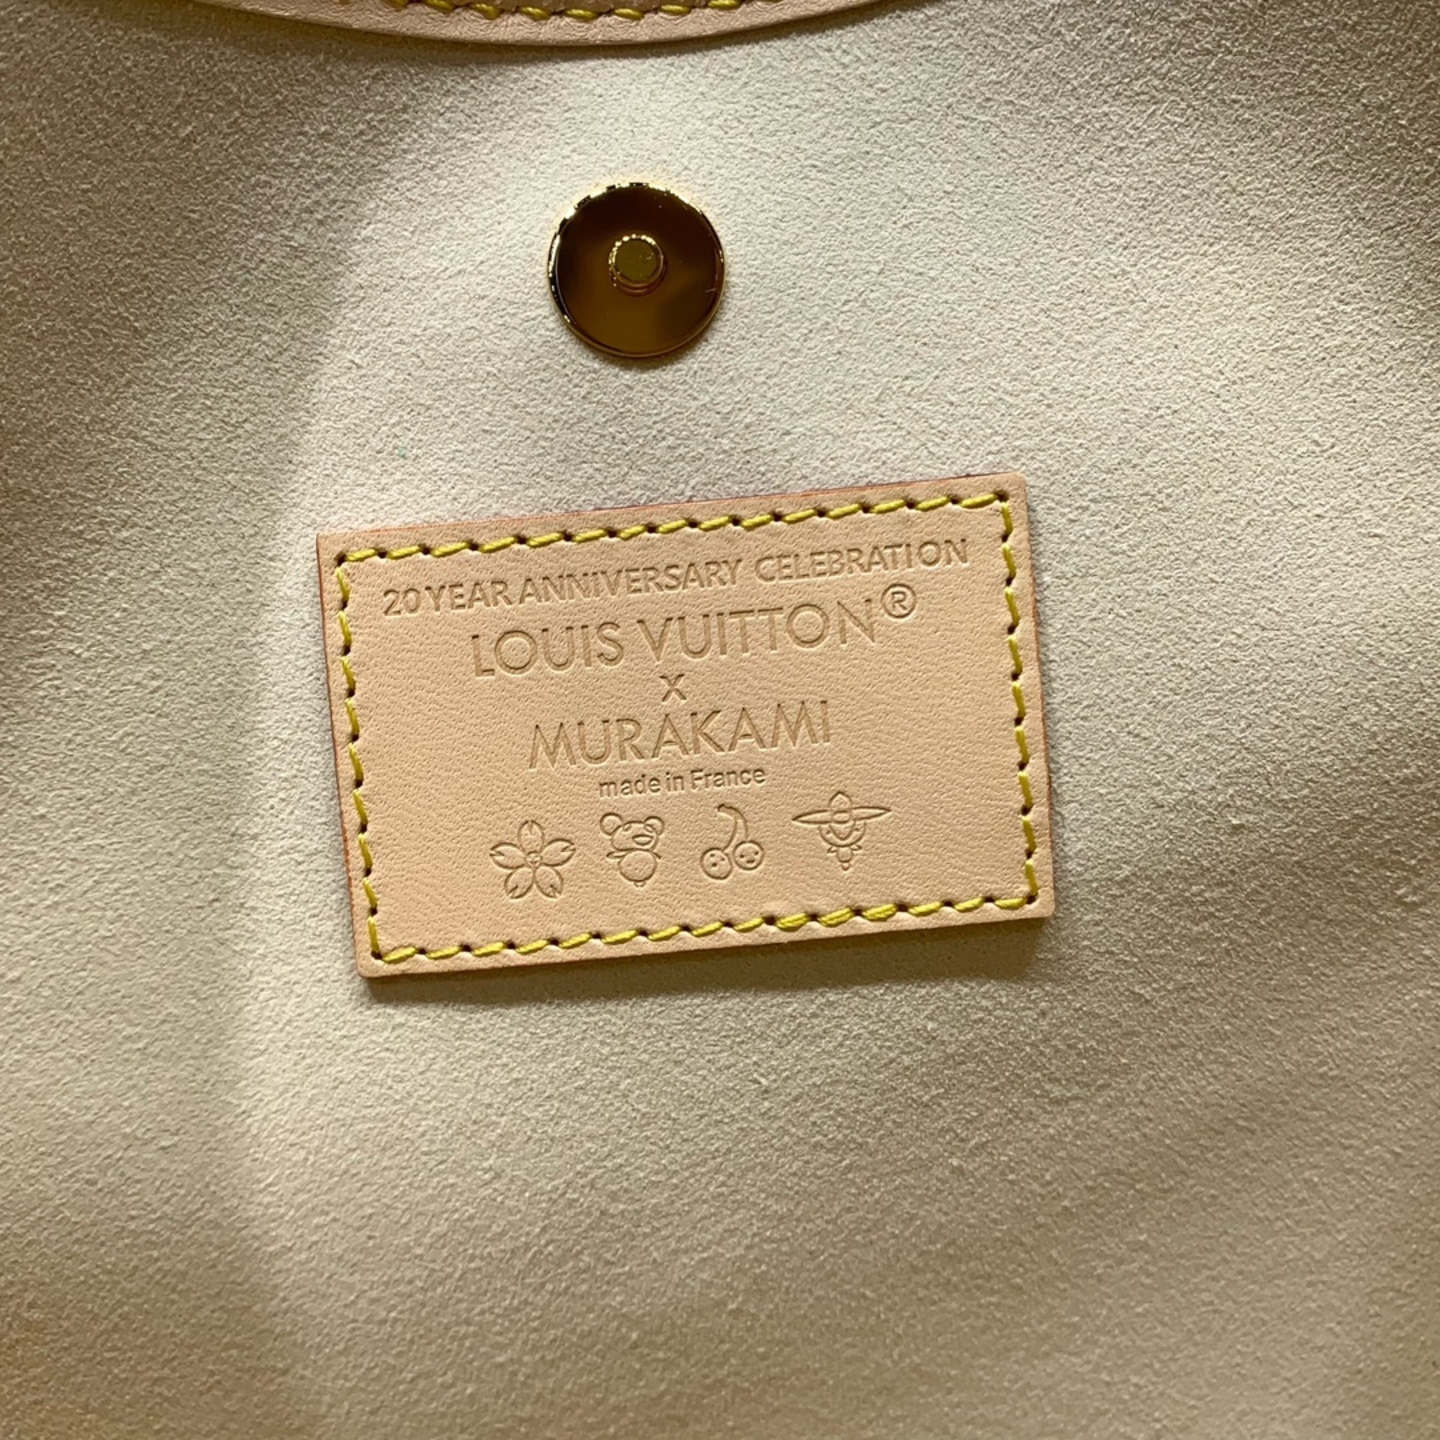 20 YEAR ANNIVERSARY CELEBRATION
LOUIS VUITTON®
x
MURAKAMI
made in France